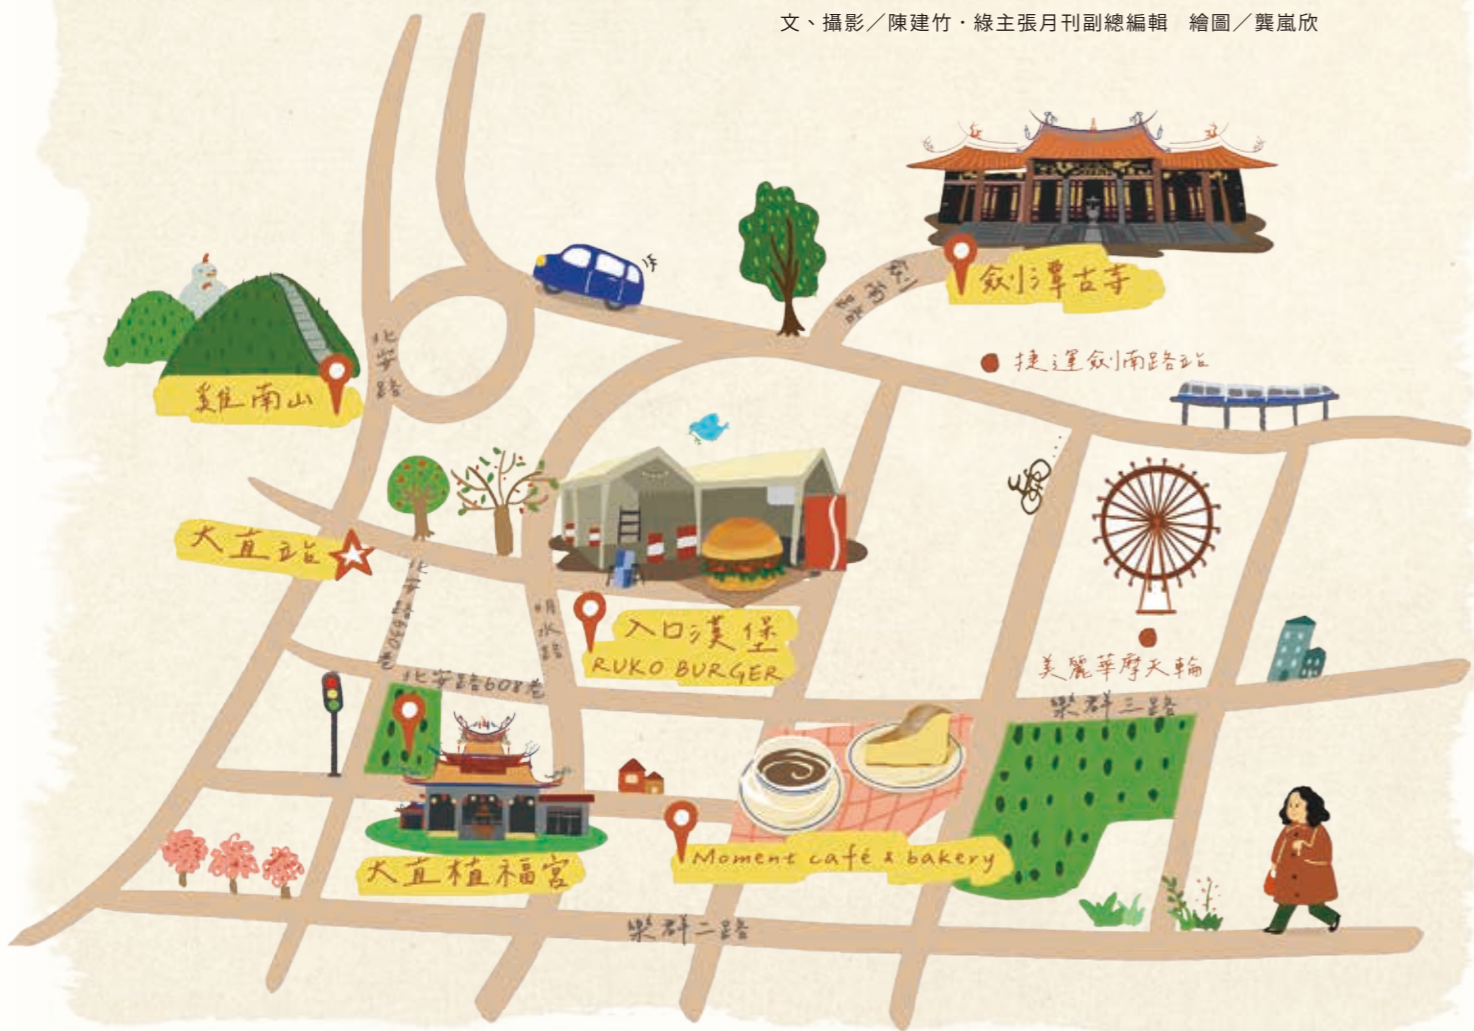 文、攝影／陳建竹・綠主張月刊副總編輯　繪圖／龔嵐欣
劍潭古寺
劍南路
捷運劍南路站
北安路
雞南山
大直站
北安路630巷
明水路
入口漢堡
RUKO BURGER
美麗華摩天輪
北安路608巷
樂群三路
Moment café & bakery
大直植福宮
樂群二路